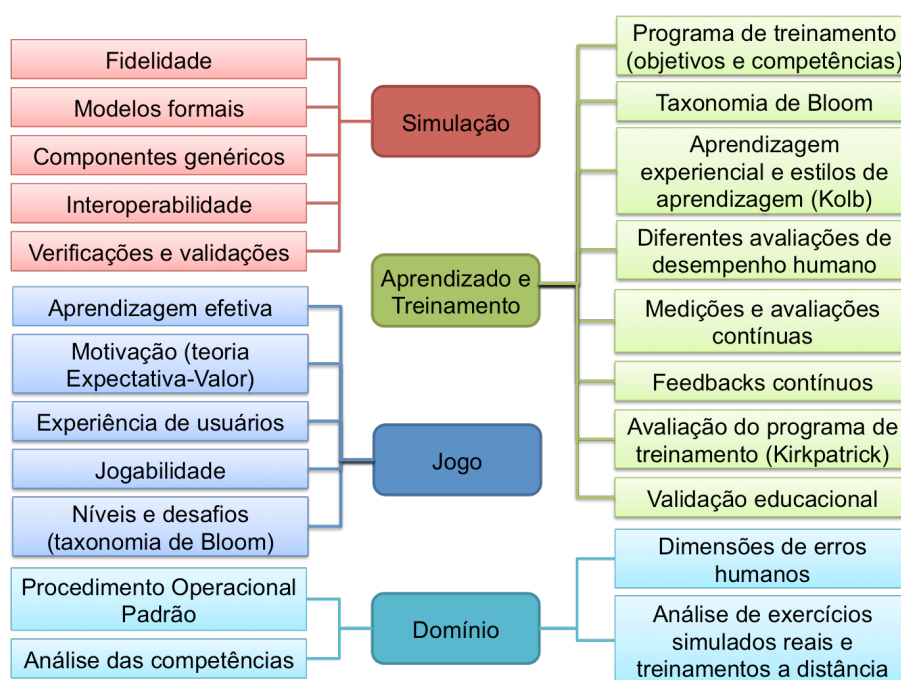 Fidelidade
Modelos formais
Componentes genéricos
Interoperabilidade
Verificações e validações
Simulação
Aprendizagem efetiva
Motivação (teoria
Expectativa-Valor)
Experiência de usuários
Jogabilidade
Níveis e desafios
(taxonomia de Bloom)
Jogo
Procedimento Operacional
Padrão
Análise das competências
Domínio
Aprendizado e
Treinamento
Programa de treinamento
(objetivos e competências)
Taxonomia de Bloom
Aprendizagem
experiencial e estilos de
aprendizagem (Kolb)
Diferentes avaliações de
desempenho humano
Medições e avaliações
contínuas
Feedbacks contínuos
Avaliação do programa de
treinamento (Kirkpatrick)
Validação educacional
Dimensões de erros
humanos
Análise de exercícios
simulados reais e
treinamentos a distância